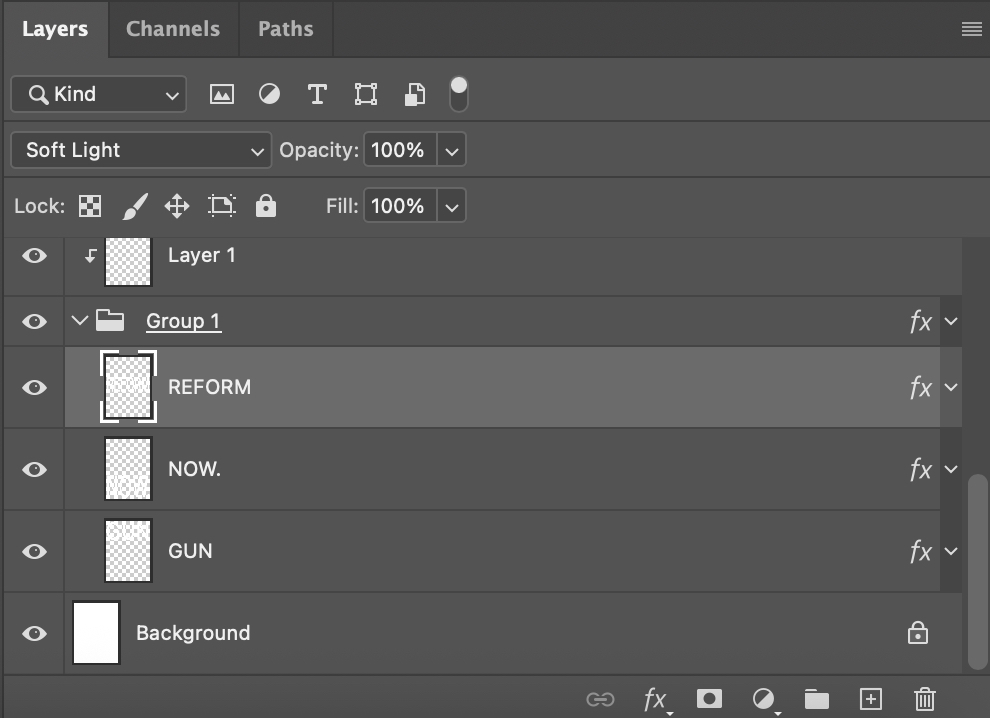 Layers Channels Paths
Kind
Soft Light Opacity: 100%
Lock: Fill: 100%
Layer 1
Group 1 fx
REFORM fx
NOW. fx
GUN fx
Background
fx